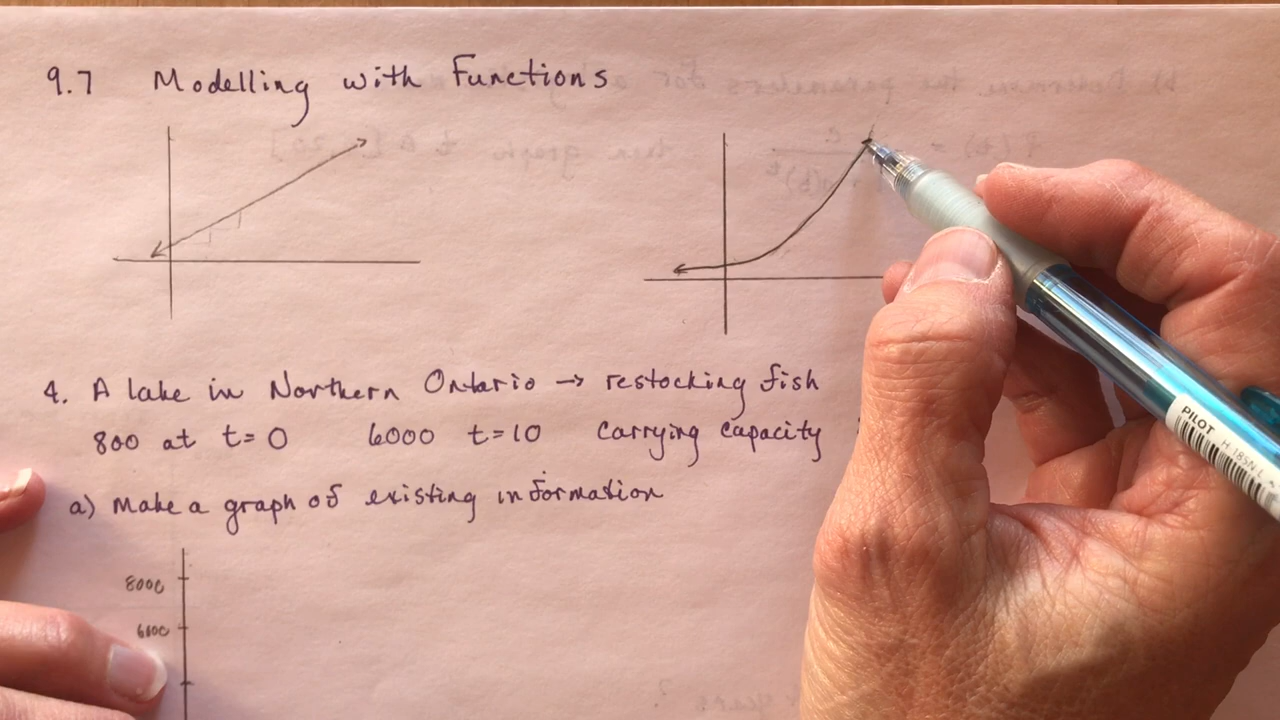 9.7 Modelling with Functions
4. A lake in Northern Ontario → restocking fish
800 at t=0 6000 t=10 carrying capacity
a) Make a graph of existing information
8000
6000
PILOT H-185N-L